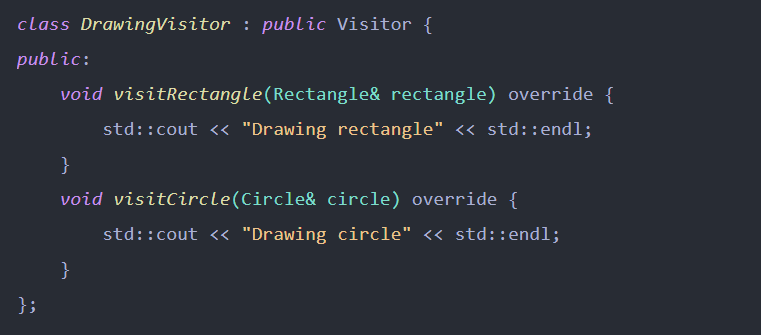 class DrawingVisitor : public Visitor {
public:
    void visitRectangle(Rectangle& rectangle) override {
        std::cout << "Drawing rectangle" << std::endl;
    }
    void visitCircle(Circle& circle) override {
        std::cout << "Drawing circle" << std::endl;
    }
};